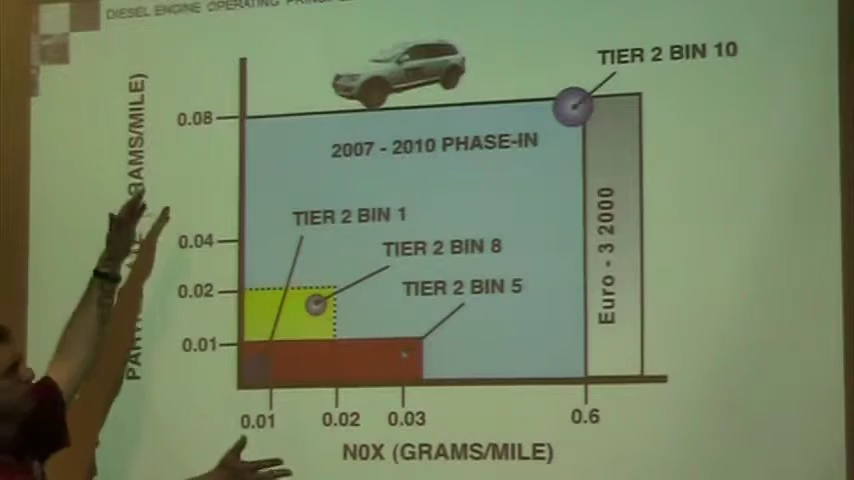 DIESEL ENGINE OPERATING
TIER 2 BIN 10
0.08
2007 - 2010 PHASE-IN
TIER 2 BIN 1
0.04
TIER 2 BIN 8
0.02
TIER 2 BIN 5
0.01
Euro - 3 2000
0.01
0.02
0.03
0.6
N0X (GRAMS/MILE)